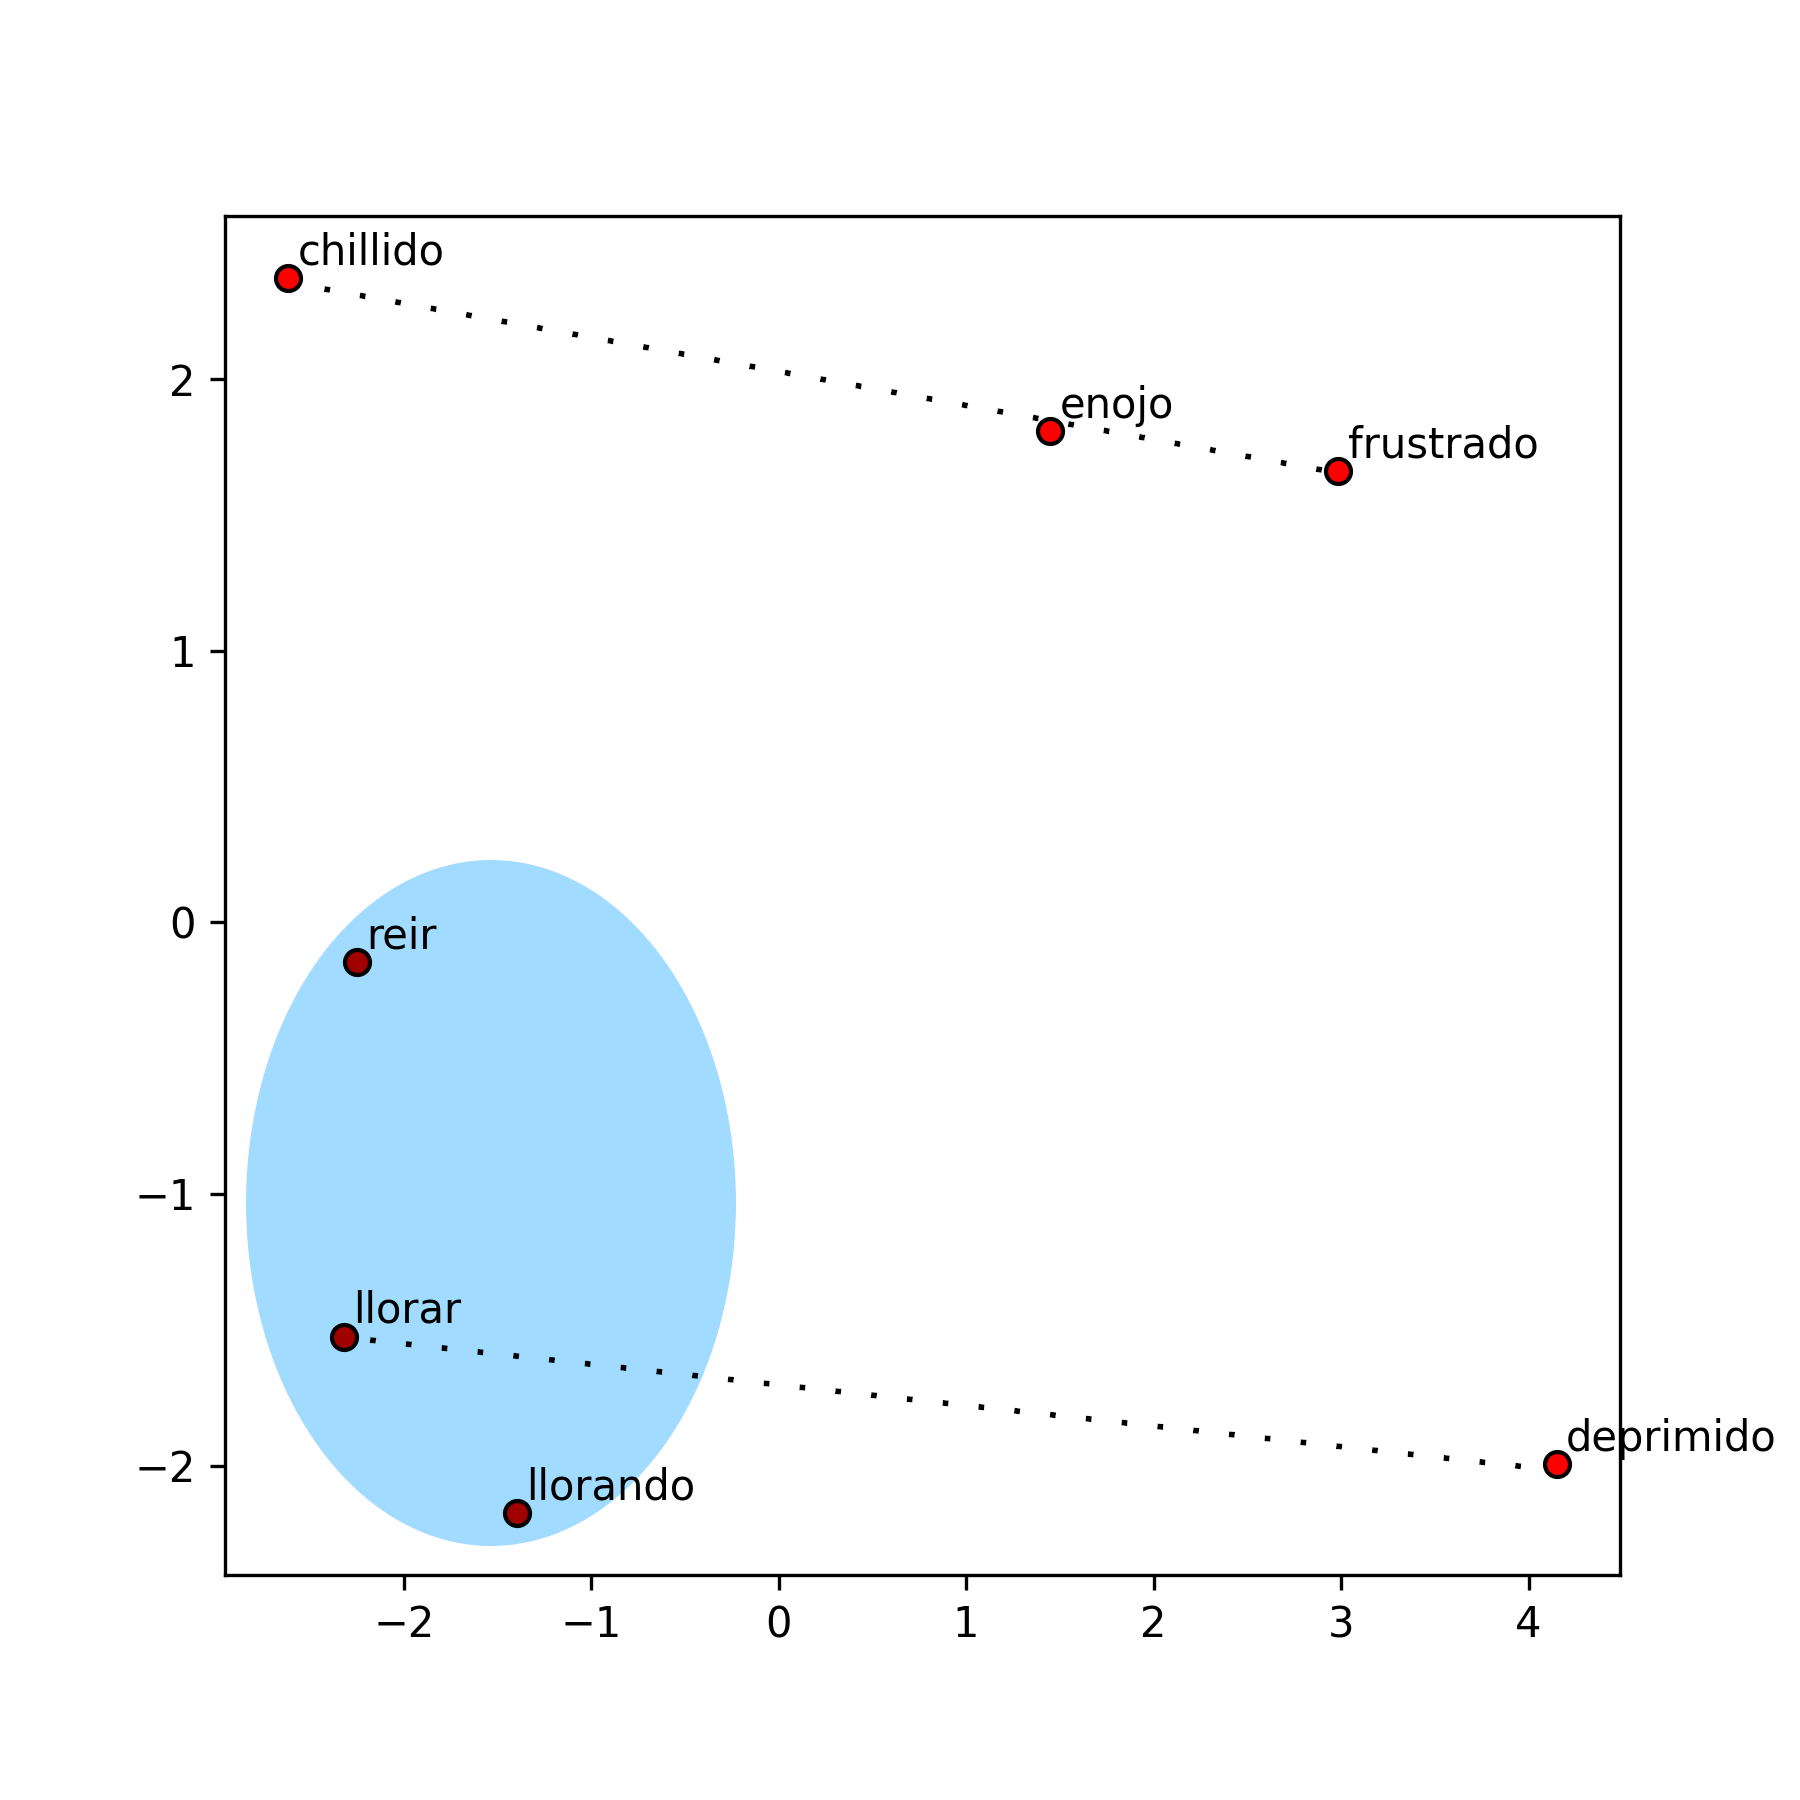 chillido
enojo
frustrado
2
1
0
reir
−1
llorar
deprimido
−2
llorando
−2 −1 0 1 2 3 4